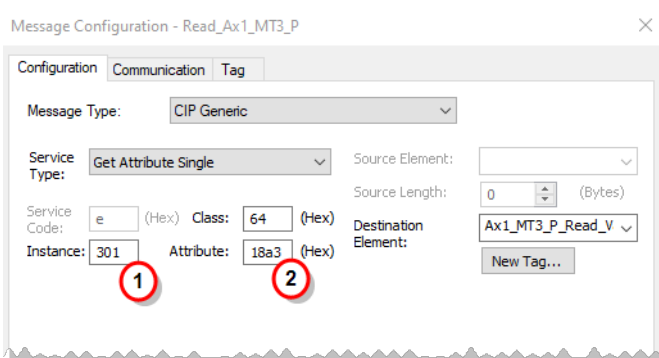 Message Configuration - Read_Ax1_MT3_P
Configuration Communication Tag
Message Type: CIP Generic
Service Type: Get Attribute Single
Source Element:
Source Length: 0 (Bytes)
Service Code: e (Hex) Class: 64 (Hex)
Destination Element: Ax1_MT3_P_Read_V
Instance: 301 Attribute: 18a3 (Hex)
New Tag...
1
2